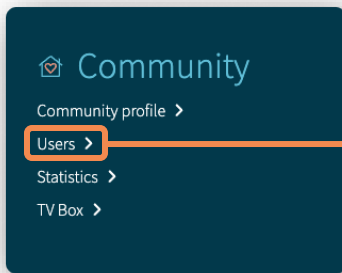 Community
Community profile
Users
Statistics
TV Box